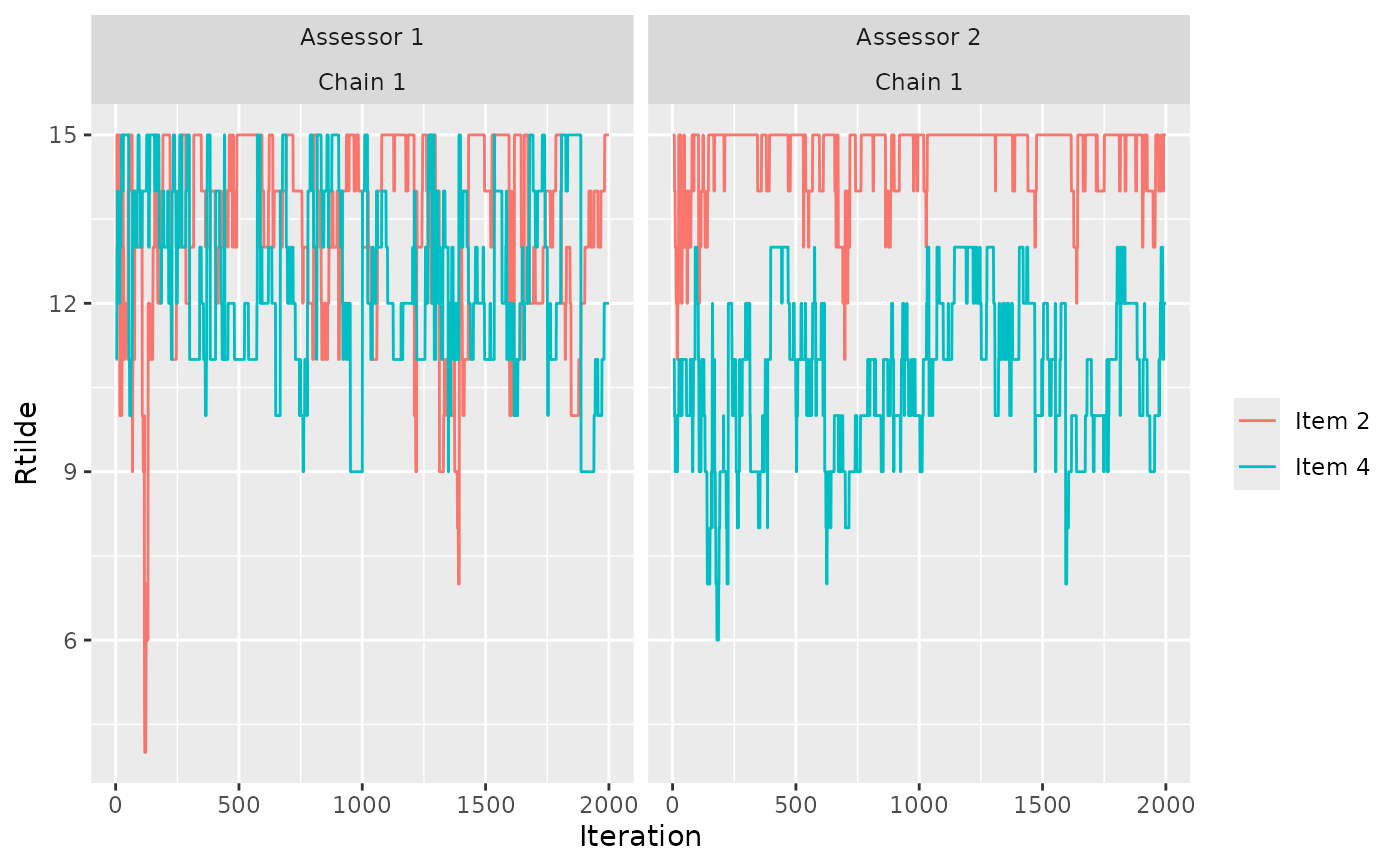 Assessor 1
Chain 1
Assessor 2
Chain 1
Rtilde
15
12
9
6
0 500 1000 1500 2000
0 500 1000 1500 2000
Iteration
Item 2
Item 4